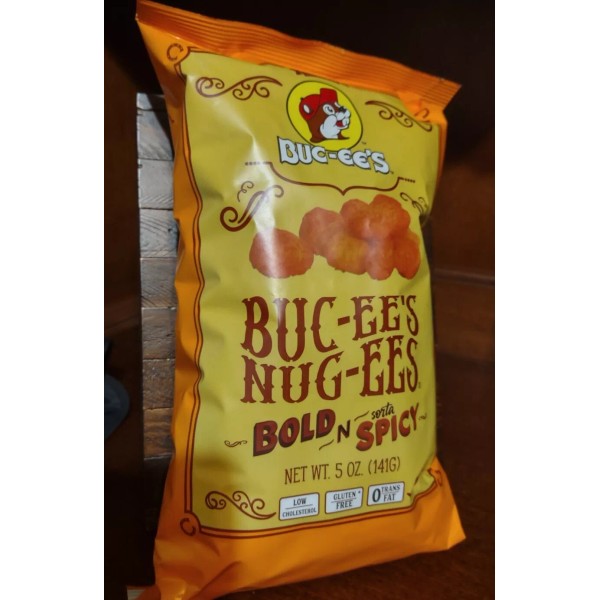 BUC-EE'S
BUC-EE'S
NUG-EES
BOLD N sorta SPICY
NET WT. 5 OZ. (141G)
LOW CHOLESTEROL
GLUTEN FREE
0 TRANS FAT